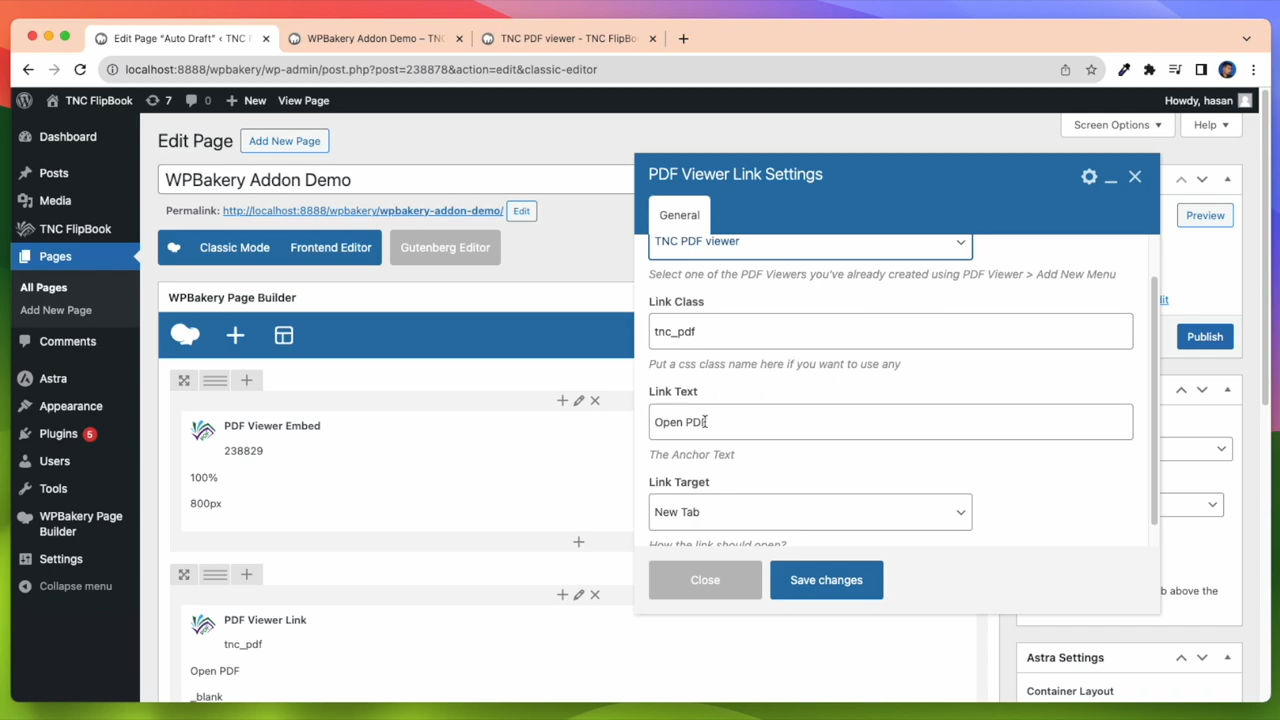 Edit Page “Auto Draft” ‹ TNC
WPBakery Addon Demo – TNC
TNC PDF viewer - TNC FlipBo
localhost:8888/wpbakery/wp-admin/post.php?post=238878&action=edit&classic-editor
TNC FlipBook
7
0
New
View Page
Howdy, hasan
Dashboard
Posts
Media
TNC FlipBook
Pages
All Pages
Add New Page
Comments
Astra
Appearance
Plugins 5
Users
Tools
WPBakery Page
Builder
Settings
Collapse menu
Screen Options
Help
Edit Page
Add New Page
WPBakery Addon Demo
Permalink: http://localhost:8888/wpbakery/wpbakery-addon-demo/ Edit
Classic Mode
Frontend Editor
Gutenberg Editor
WPBakery Page Builder
PDF Viewer Embed
238829
100%
800px
PDF Viewer Link
tnc_pdf
Open PDF
_blank
PDF Viewer Link Settings
General
TNC PDF viewer
Select one of the PDF Viewers you've already created using PDF Viewer > Add New Menu
Link Class
tnc_pdf
Put a css class name here if you want to use any
Link Text
Open PDF
The Anchor Text
Link Target
New Tab
How the link should open?
Close
Save changes
Preview
dit
Publish
b above the
Astra Settings
Container Layout